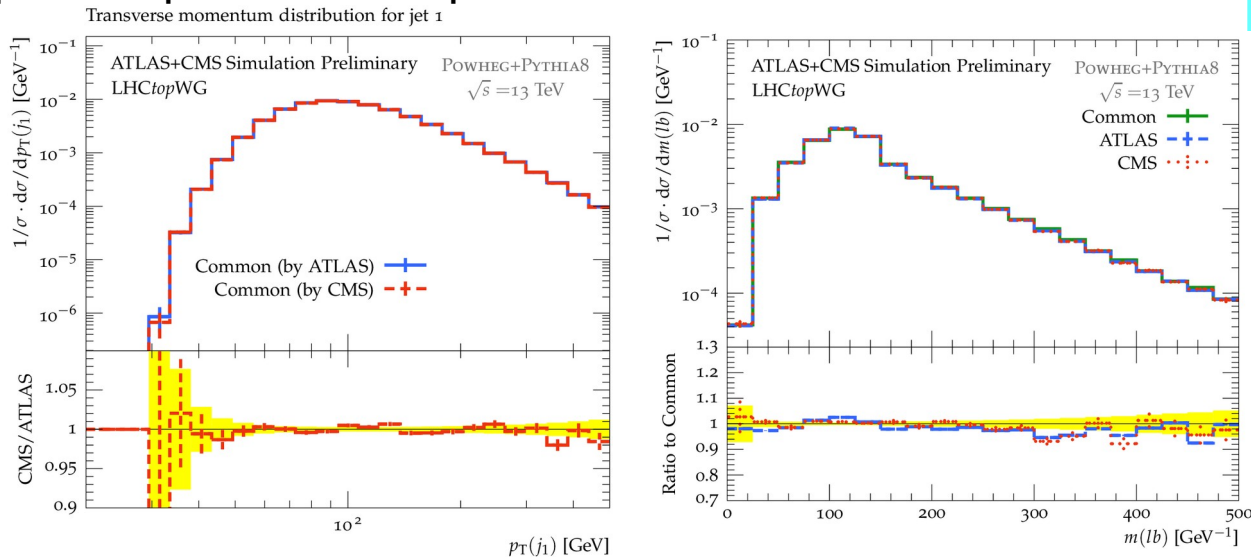 Transverse momentum distribution for jet 1
10⁻¹
ATLAS+CMS Simulation Preliminary
POWHEG+PYTHIA8
LHCtopWG
√s =13 TeV
10⁻²
10⁻³
10⁻⁴
10⁻⁵
10⁻⁶
1/σ · dσ/dp_T(j₁) [GeV⁻¹]
Common (by ATLAS)
Common (by CMS)
CMS/ATLAS
1.05
1
0.95
0.9
10²
p_T(j₁) [GeV]
10⁻¹
ATLAS+CMS Simulation Preliminary
POWHEG+PYTHIA8
LHCtopWG
√s =13 TeV
Common
ATLAS
CMS
10⁻²
10⁻³
10⁻⁴
1/σ · dσ/dm(lb) [GeV⁻¹]
Ratio to Common
1.3
1.2
1.1
1.0
0.9
0.8
0.7
0
100
200
300
400
500
m(lb) [GeV⁻¹]